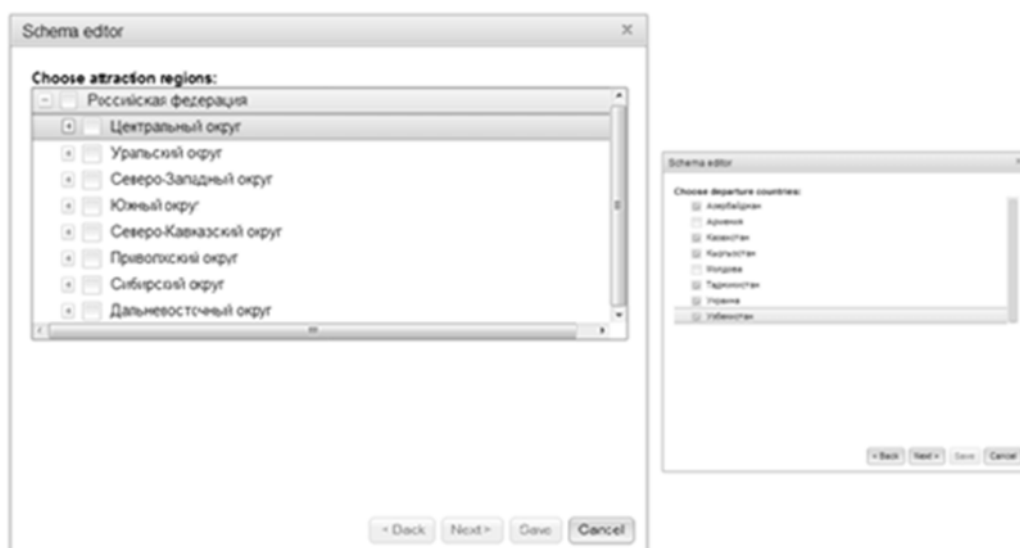 Schema editor
Choose attraction regions:
Российская федерация
Центральный округ
Уральский округ
Северо-Западный округ
Южный округ
Северо-Кавказский округ
Приволжский округ
Сибирский округ
Дальневосточный округ
< Back Next > Save Cancel
Schema editor
Choose departure countries:
Азербайджан
Армения
Казахстан
Кыргызстан
Молдова
Таджикистан
Украина
Узбекистан
< Back Next > Save Cancel